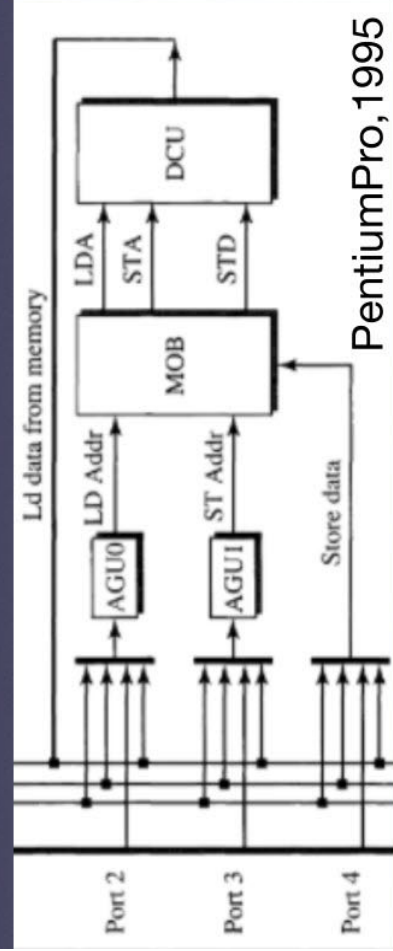 Ld data from memory
Port 2
AGU0
LD Addr
MOB
LDA
STA
STD
DCU
Port 3
AGU1
ST Addr
Port 4
Store data
PentiumPro,1995